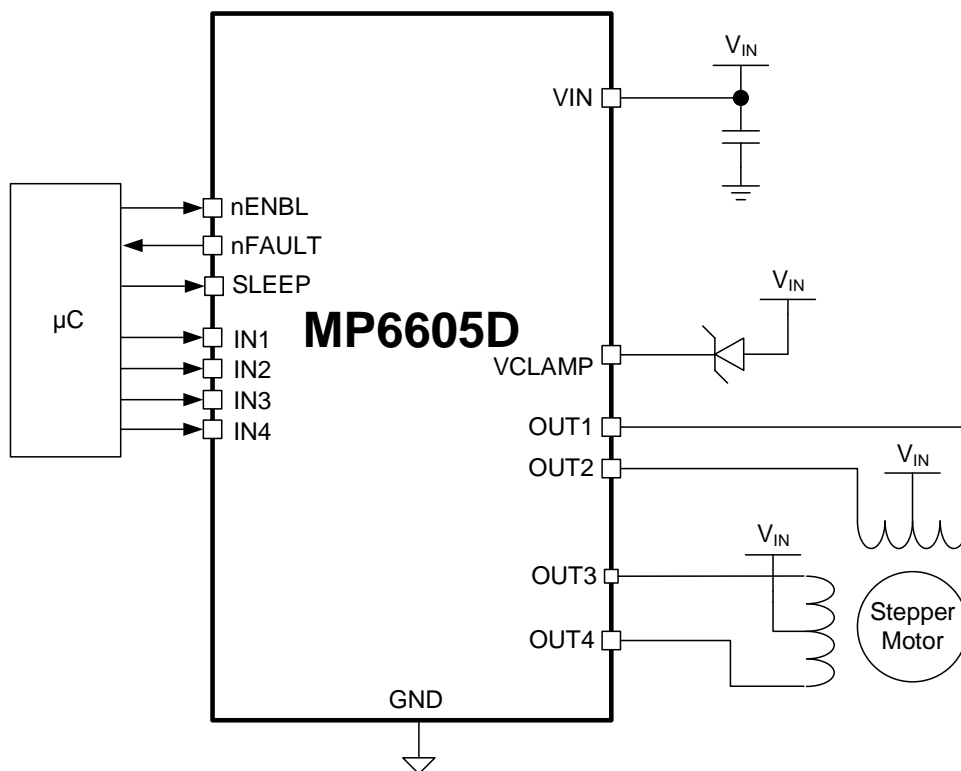 V_IN
VIN
nENBL
nFAULT
SLEEP
µC
MP6605D
V_IN
IN1
IN2
IN3
IN4
VCLAMP
OUT1
OUT2
V_IN
V_IN
OUT3
OUT4
Stepper
Motor
GND